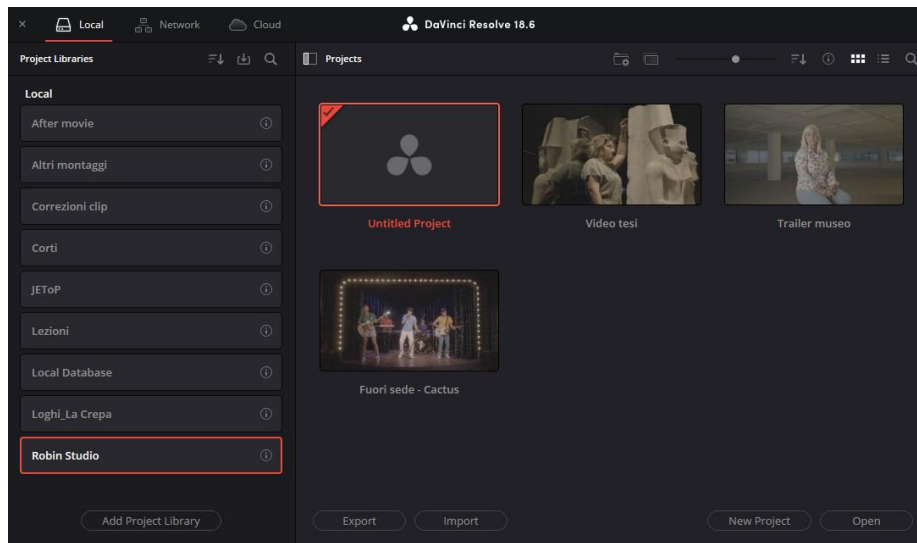 Local
Network
Cloud
DaVinci Resolve 18.6
Project Libraries
Projects
Local
After movie
Altri montaggi
Correzioni clip
Corti
JEToP
Lezioni
Local Database
Loghi_La Crepa
Robin Studio
Add Project Library
Untitled Project
Video tesi
Trailer museo
Fuori sede - Cactus
Export
Import
New Project
Open